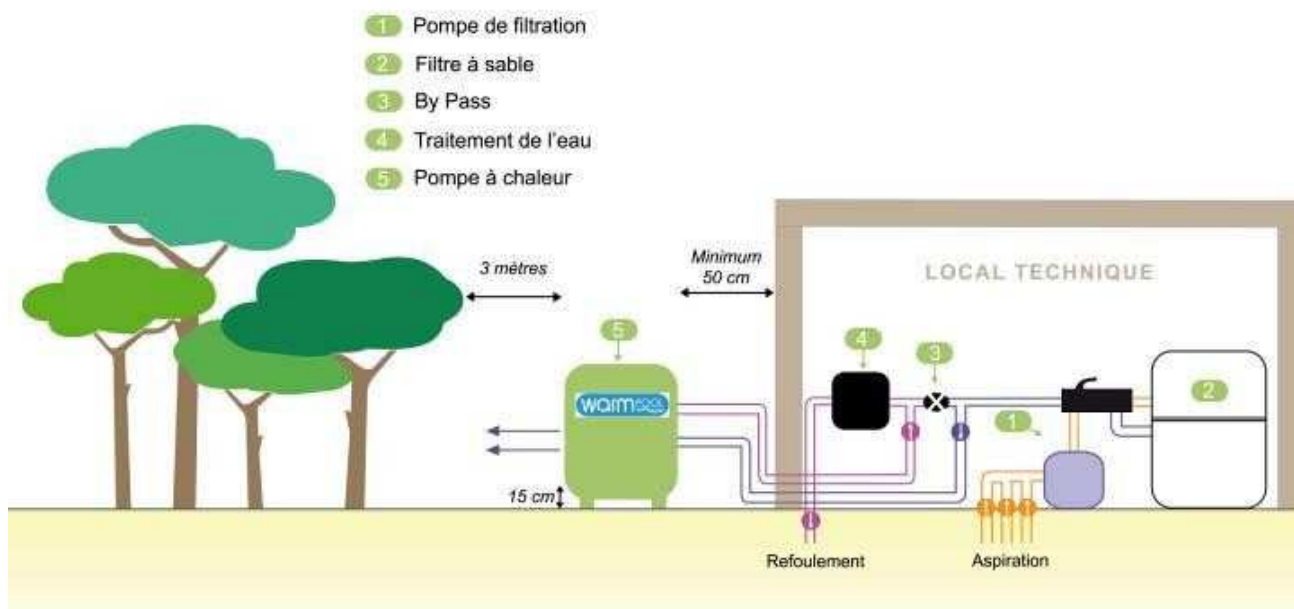 1 Pompe de filtration
2 Filtre à sable
3 By Pass
4 Traitement de l'eau
5 Pompe à chaleur
3 mètres
Minimum
50 cm
LOCAL TECHNIQUE
5
4
3
2
1
warmpool
15 cm
Refoulement
Aspiration